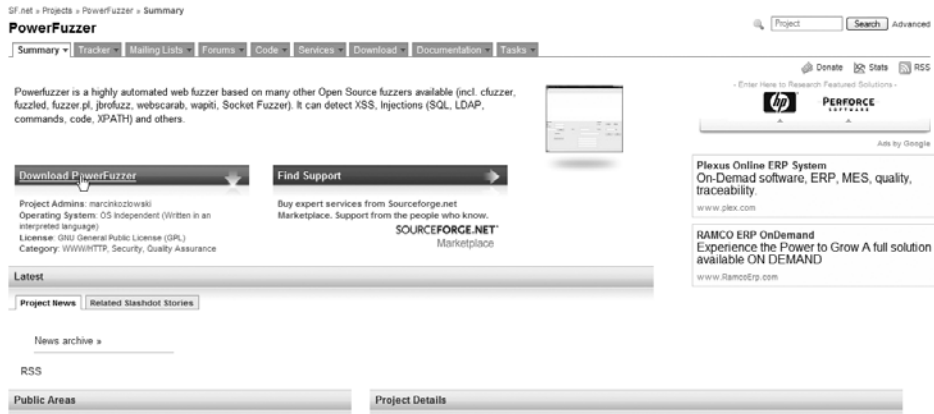 SF.net » Projects » PowerFuzzer » Summary
PowerFuzzer
Project Search Advanced
Summary Tracker Mailing Lists Forums Code Services Download Documentation Tasks
Donate Stats RSS
Powerfuzzer is a highly automated web fuzzer based on many other Open Source fuzzers available (incl. cfuzzer,
fuzzled, fuzzer.pl, jbrofuzz, webscarab, wapiti, Socket Fuzzer). It can detect XSS, Injections (SQL, LDAP,
commands, code, XPATH) and others.
- Enter Here to Research Featured Solutions -
hp PERFORCE
SOFTWARE
Ads by Google
Download PowerFuzzer
Project Admins: marcinkozlowski
Operating System: OS Independent (Written in an
interpreted language)
License: GNU General Public License (GPL)
Category: WWW/HTTP, Security, Quality Assurance
Find Support
Buy expert services from Sourceforge.net
Marketplace. Support from the people who know.
SOURCEFORGE.NET
Marketplace
Plexus Online ERP System
On-Demad software, ERP, MES, quality,
traceability.
www.plex.com
RAMCO ERP OnDemand
Experience the Power to Grow A full solution
available ON DEMAND
www.RamcoErp.com
Latest
Project News Related Slashdot Stories
News archive »
RSS
Public Areas
Project Details